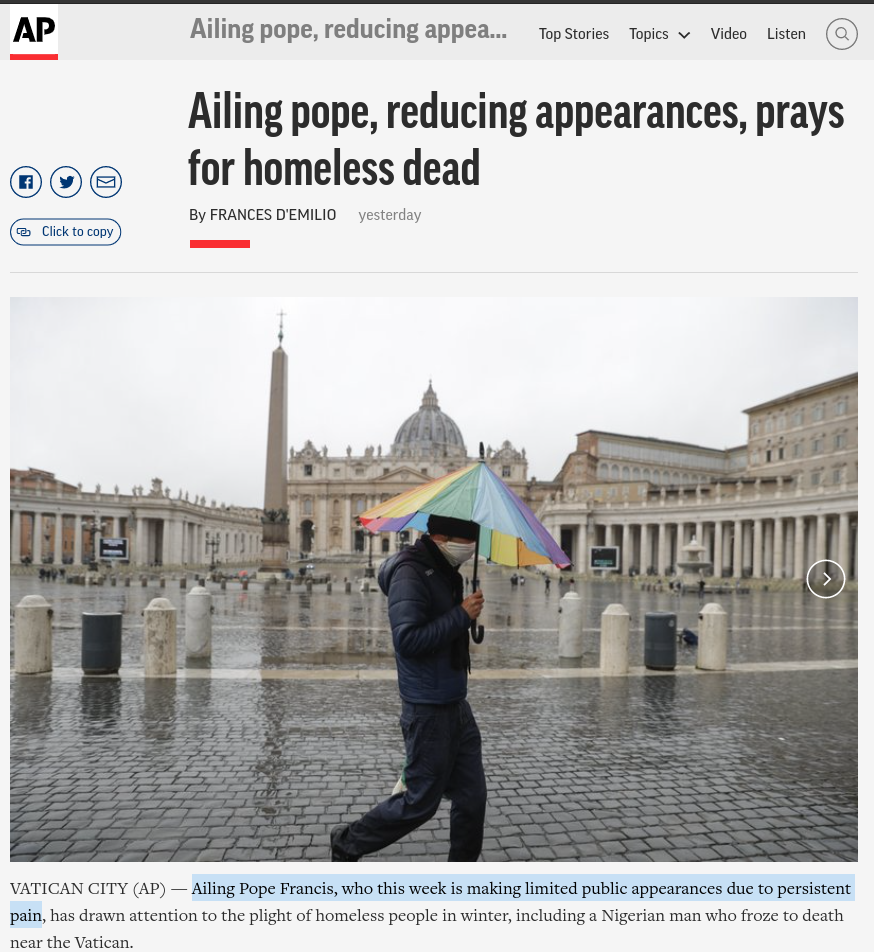 AP
Ailing pope, reducing appea...
Top Stories
Topics
Video
Listen
Ailing pope, reducing appearances, prays
for homeless dead
By FRANCES D'EMILIO yesterday
Click to copy
VATICAN CITY (AP) — Ailing Pope Francis, who this week is making limited public appearances due to persistent
pain, has drawn attention to the plight of homeless people in winter, including a Nigerian man who froze to death
near the Vatican.